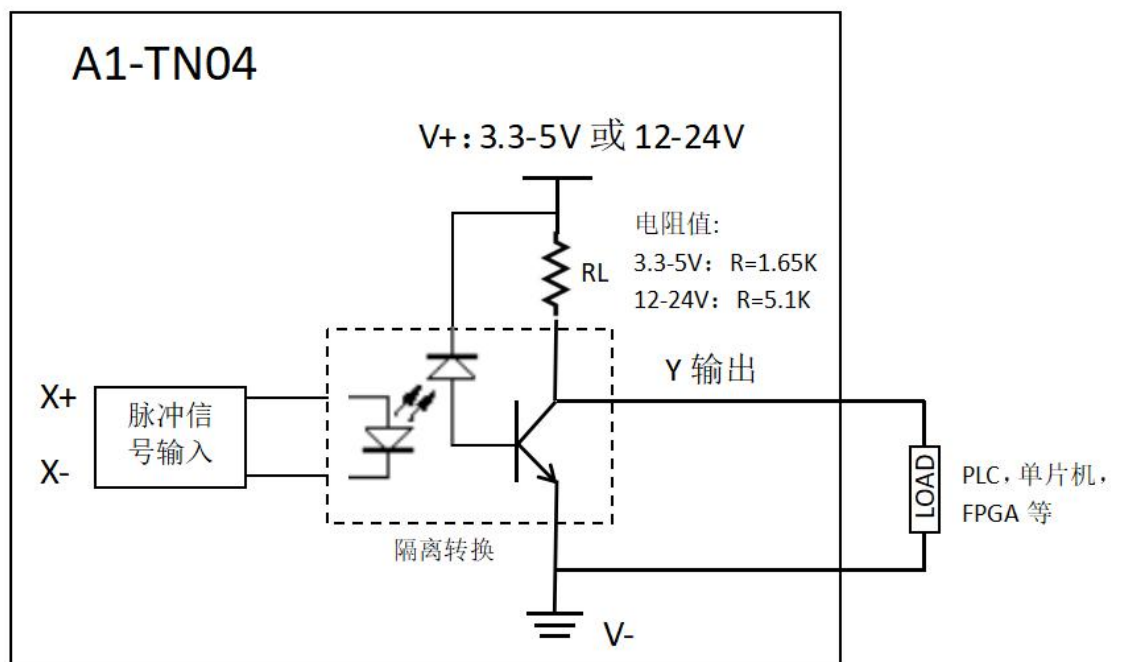 A1-TN04
V+：3.3-5V 或 12-24V
电阻值:
3.3-5V：R=1.65K
12-24V：R=5.1K
RL
Y 输出
X+
脉冲信
号输入
X-
隔离转换
LOAD
PLC，单片机，
FPGA 等
V-